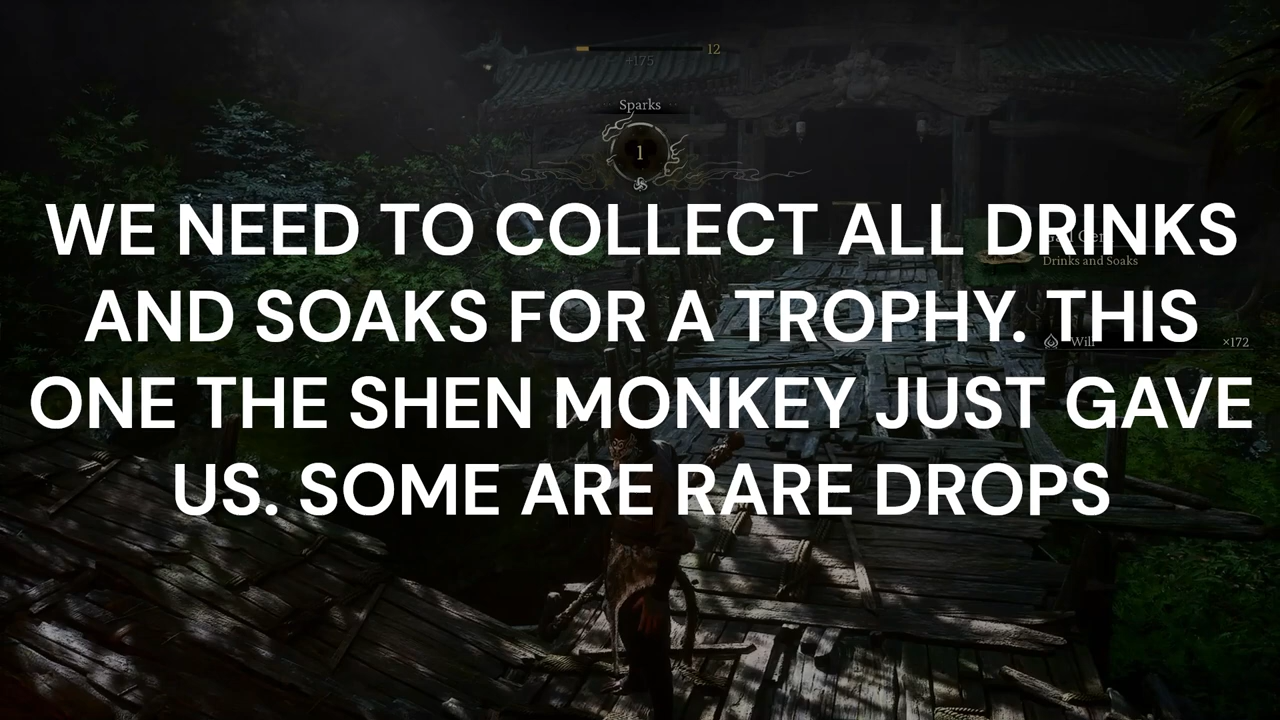 12
+175
Sparks
1
WE NEED TO COLLECT ALL DRINKS
Drinks and Soaks
AND SOAKS FOR A TROPHY. THIS
Will ×172
ONE THE SHEN MONKEY JUST GAVE
US. SOME ARE RARE DROPS